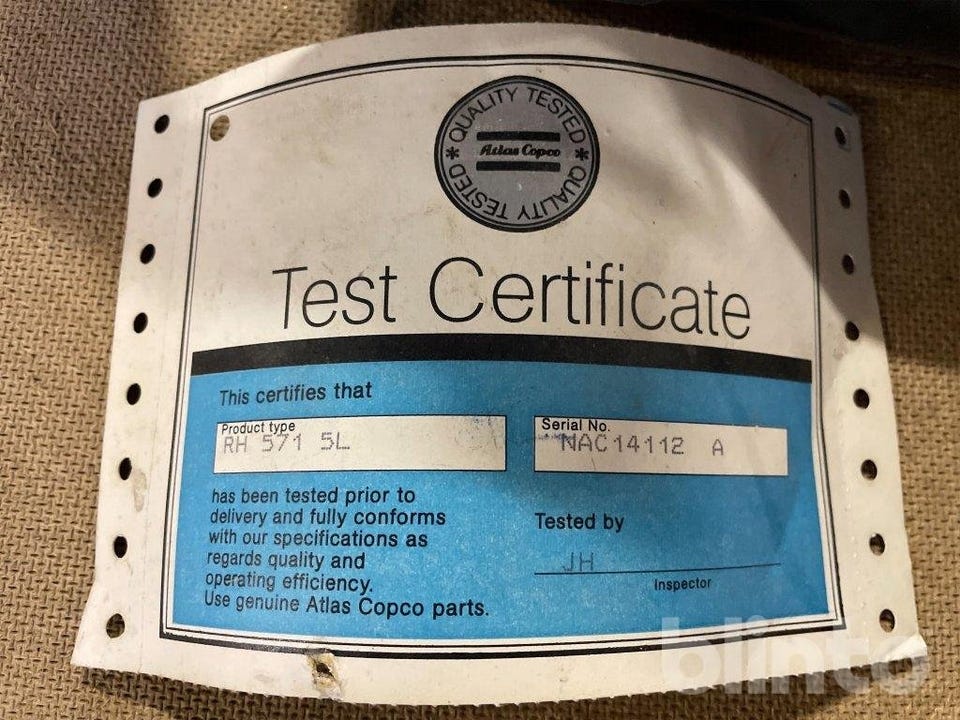 QUALITY TESTED
Atlas Copco
* QUALITY TESTED *
Test Certificate
This certifies that
Product type
RH 571 5L
Serial No.
NAC14112 A
has been tested prior to
delivery and fully conforms
with our specifications as
regards quality and
operating efficiency.
Use genuine Atlas Copco parts.
Tested by
JH
Inspector
blinto